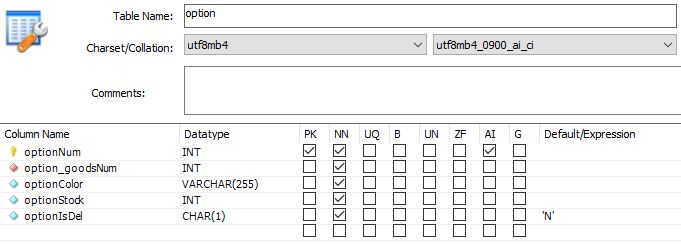 Table Name: option
Charset/Collation: utf8mb4 utf8mb4_0900_ai_ci
Comments:
Column Name Datatype PK NN UQ B UN ZF AI G Default/Expression
optionNum INT
option_goodsNum INT
optionColor VARCHAR(255)
optionStock INT
optionIsDel CHAR(1) 'N'